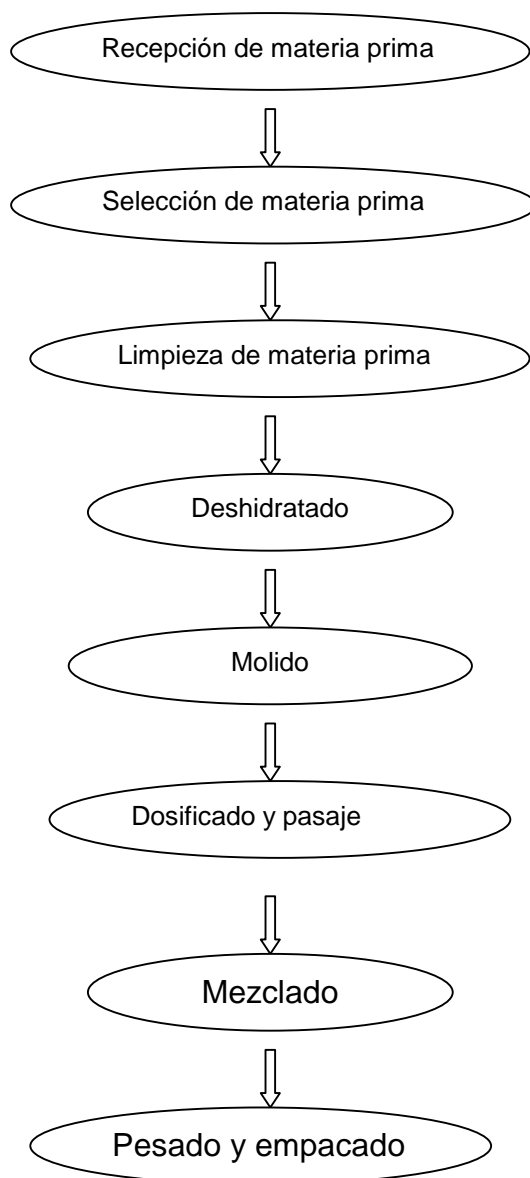 Recepción de materia prima
Selección de materia prima
Limpieza de materia prima
Deshidratado
Molido
Dosificado y pasaje
Mezclado
Pesado y empacado